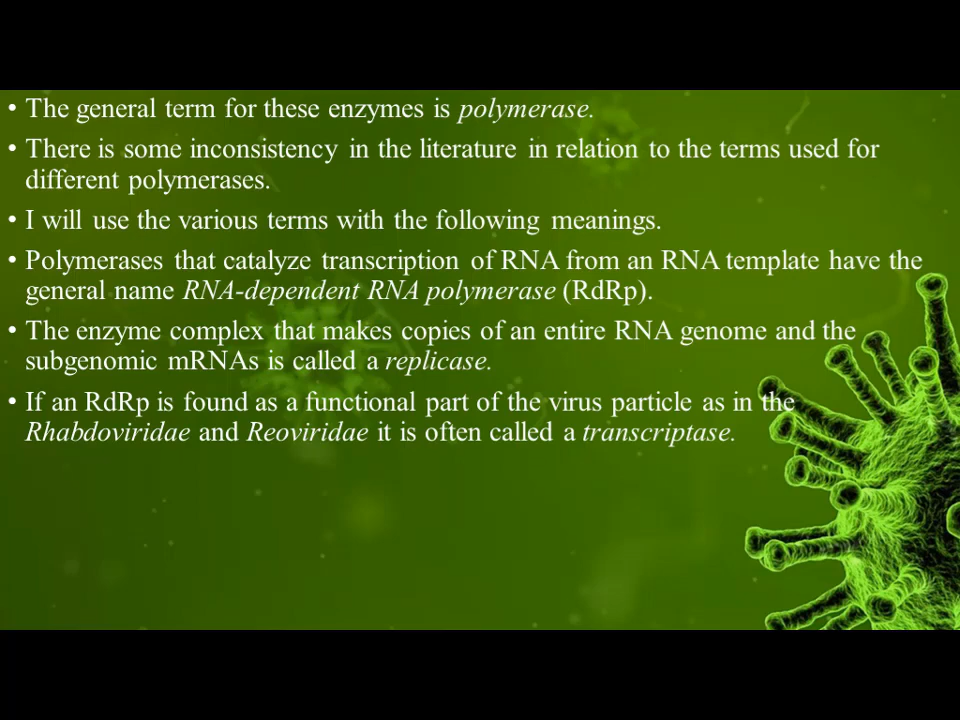 • The general term for these enzymes is polymerase.
• There is some inconsistency in the literature in relation to the terms used for
different polymerases.
• I will use the various terms with the following meanings.
• Polymerases that catalyze transcription of RNA from an RNA template have the
general name RNA-dependent RNA polymerase (RdRp).
• The enzyme complex that makes copies of an entire RNA genome and the
subgenomic mRNAs is called a replicase.
• If an RdRp is found as a functional part of the virus particle as in the
Rhabdoviridae and Reoviridae it is often called a transcriptase.